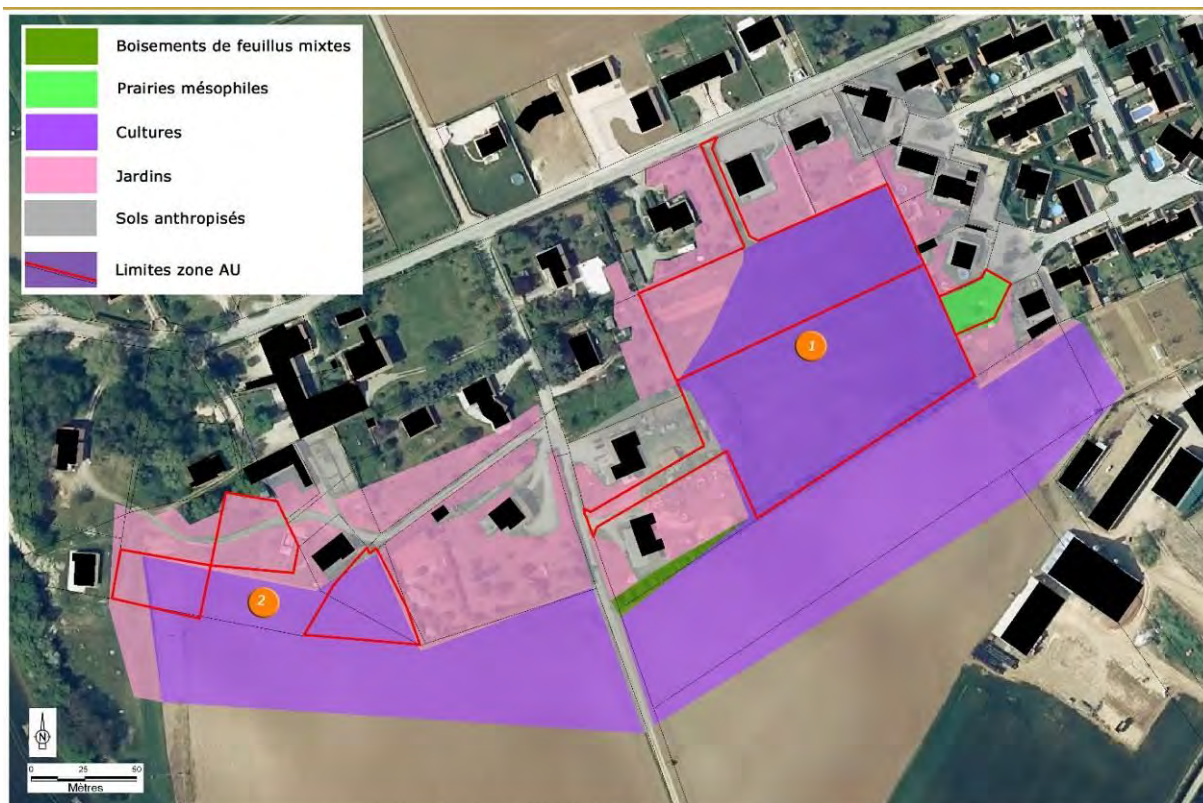 Boisements de feuillus mixtes
Prairies mésophiles
Cultures
Jardins
Sols anthropisés
Limites zone AU
1
2
N
0 25 50
Mètres